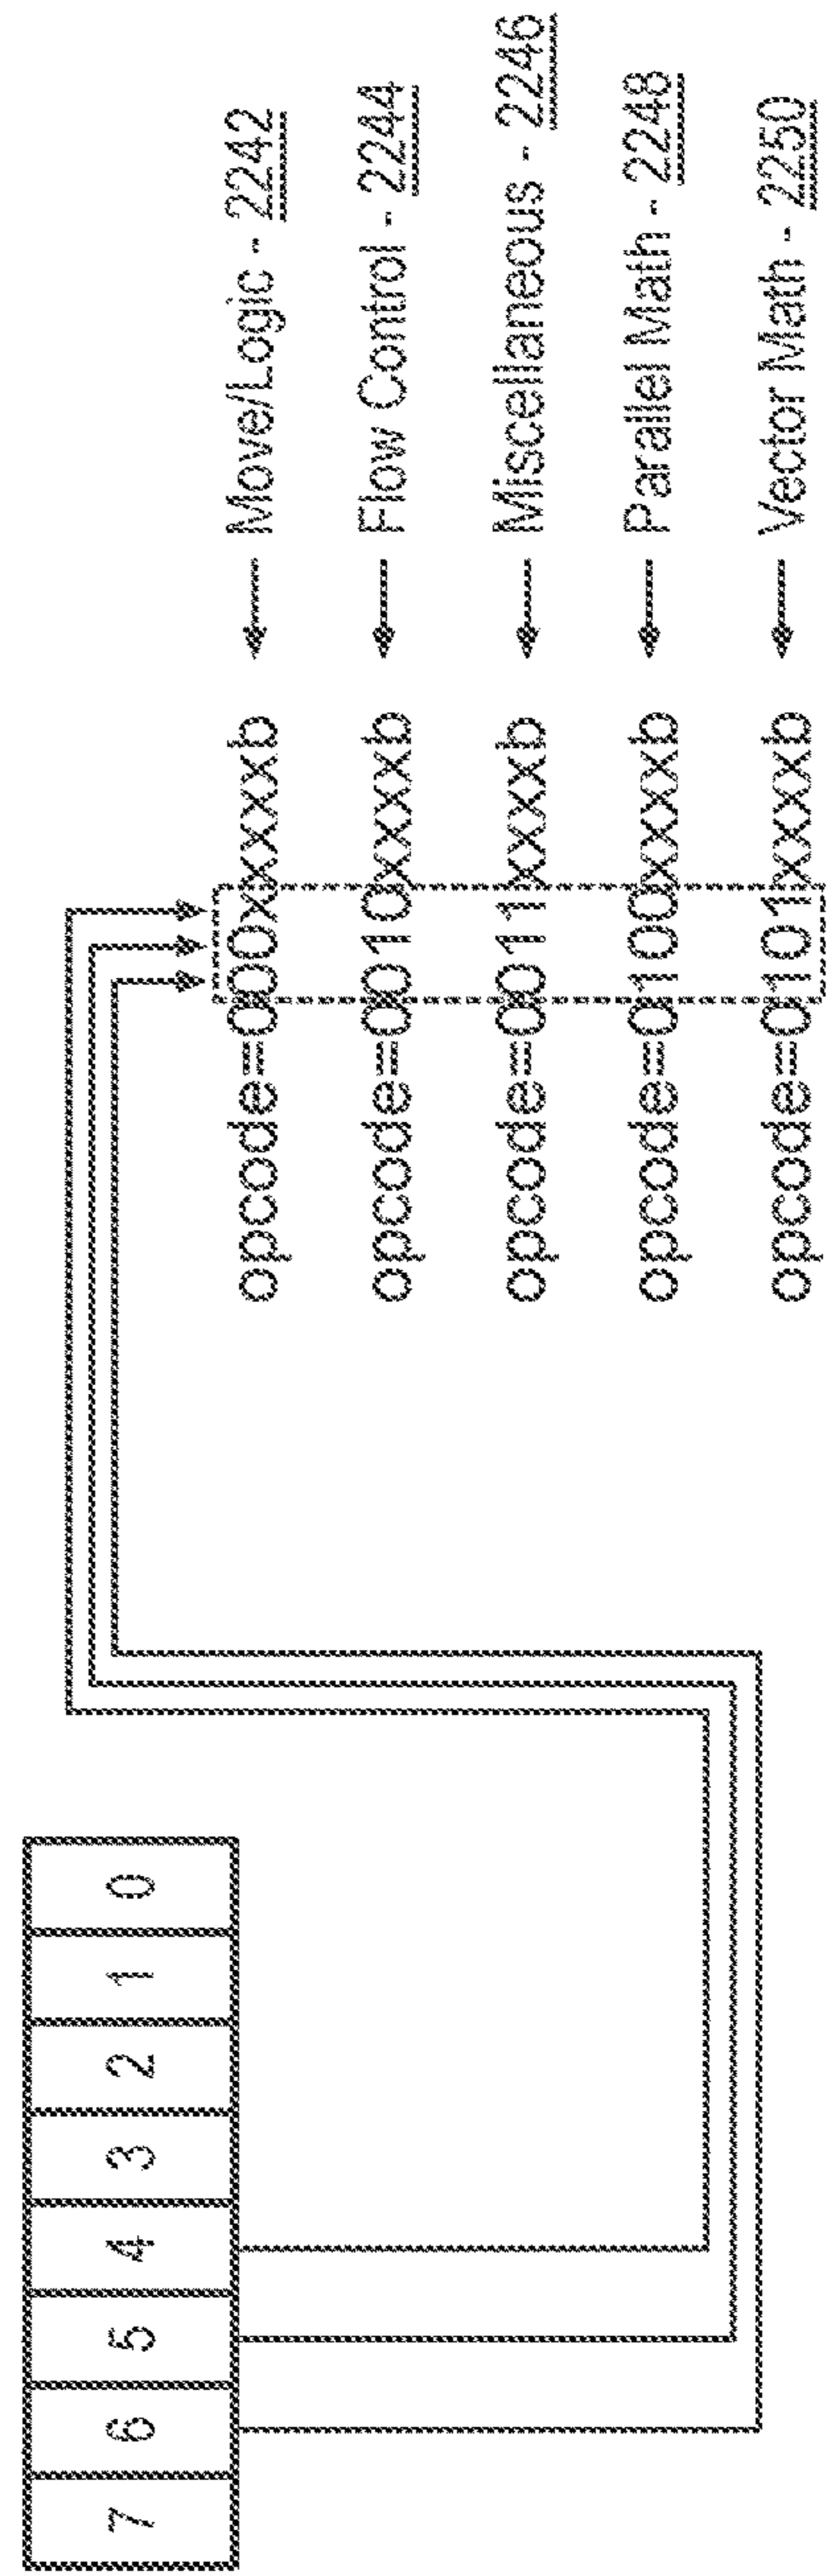 7 6 5 4 3 2 1 0
opcode=000xxxxxb ← Move/Logic - 2242
opcode=0010xxxxb ← Flow Control - 2244
opcode=0011xxxxb ← Miscellaneous - 2246
opcode=0100xxxxb ← Parallel Math - 2248
opcode=0101xxxxb ← Vector Math - 2250